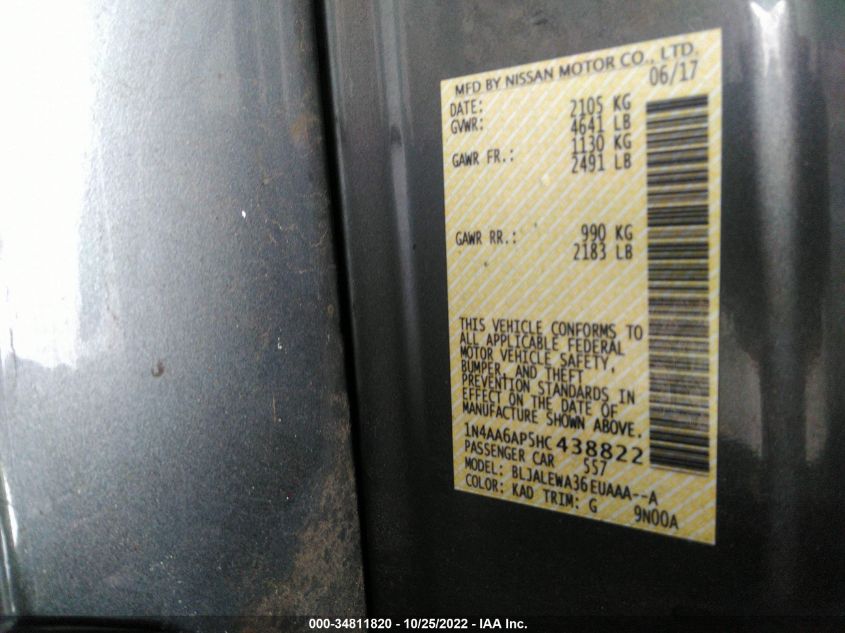 MFD BY NISSAN MOTOR CO., LTD.
DATE: 06/17
GVWR: 2105 KG
4641 LB
GAWR FR.: 1130 KG
2491 LB
GAWR RR.: 990 KG
2183 LB
THIS VEHICLE CONFORMS TO
ALL APPLICABLE FEDERAL
MOTOR VEHICLE SAFETY,
BUMPER, AND THEFT
PREVENTION STANDARDS IN
EFFECT ON THE DATE OF
MANUFACTURE SHOWN ABOVE.
1N4AA6AP5HC438822
PASSENGER CAR 557
MODEL: BLJALEWA36EUAAA--A
COLOR: KAD TRIM: G 9N00A
000-34811820 - 10/25/2022 - IAA Inc.